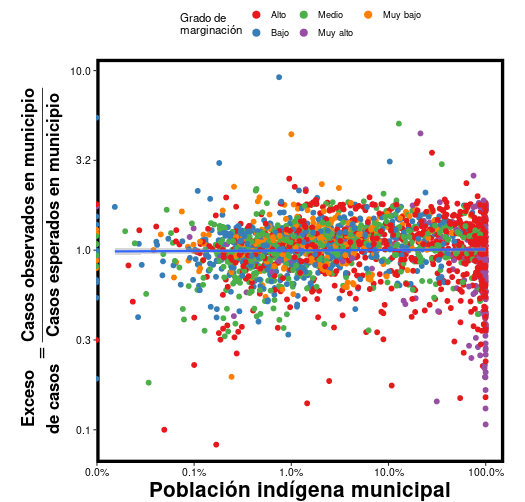 Grado de
marginación
Alto
Medio
Muy bajo
Bajo
Muy alto
10.0
3.2
1.0
0.3
0.1
Exceso
de casos
=
Casos observados en municipio
Casos esperados en municipio
0.0%
0.1%
1.0%
10.0%
100.0%
Población indígena municipal